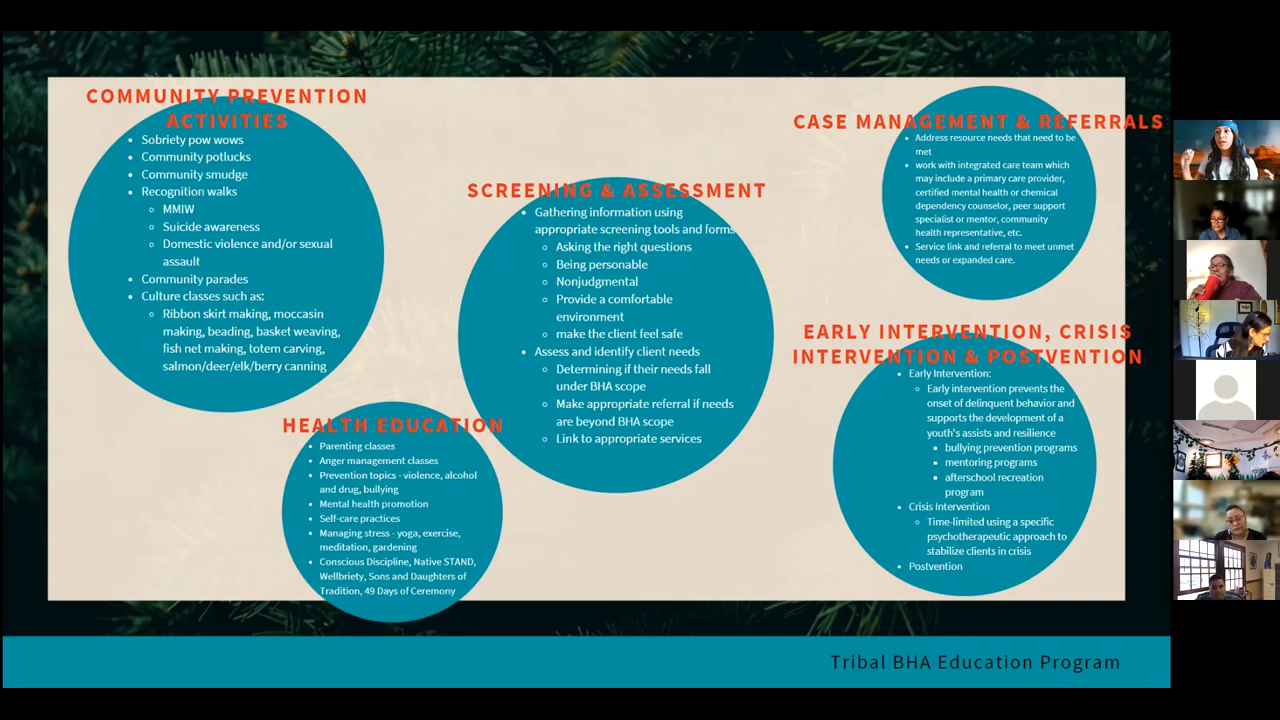 COMMUNITY PREVENTION
ACTIVITIES
• Sobriety pow wows
• Community potlucks
• Community smudge
• Recognition walks
◦ MMIW
◦ Suicide awareness
◦ Domestic violence and/or sexual
assault
• Community parades
• Culture classes such as:
◦ Ribbon skirt making, moccasin
making, beading, basket weaving,
fish net making, totem carving,
salmon/deer/elk/berry canning
HEALTH EDUCATION
• Parenting classes
• Anger management classes
• Prevention topics - violence, alcohol
and drug, bullying
• Mental health promotion
• Self-care practices
• Managing stress - yoga, exercise,
meditation, gardening
• Conscious Discipline, Native STAND,
Wellbriety, Sons and Daughters of
Tradition, 49 Days of Ceremony
SCREENING & ASSESSMENT
• Gathering information using
appropriate screening tools and forms
◦ Asking the right questions
◦ Being personable
◦ Nonjudgmental
◦ Provide a comfortable
environment
◦ make the client feel safe
• Assess and identify client needs
◦ Determining if their needs fall
under BHA scope
◦ Make appropriate referral if needs
are beyond BHA scope
◦ Link to appropriate services
CASE MANAGEMENT & REFERRALS
• Address resource needs that need to be
met
• work with integrated care team which
may include a primary care provider,
certified mental health or chemical
dependency counselor, peer support
specialist or mentor, community
health representative, etc.
• Service link and referral to meet unmet
needs or expanded care.
EARLY INTERVENTION, CRISIS
INTERVENTION & POSTVENTION
• Early Intervention:
◦ Early intervention prevents the
onset of delinquent behavior and
supports the development of a
youth's assists and resilience
▪ bullying prevention programs
▪ mentoring programs
▪ afterschool recreation
program
• Crisis Intervention
◦ Time-limited using a specific
psychotherapeutic approach to
stabilize clients in crisis
• Postvention
Tribal BHA Education Program